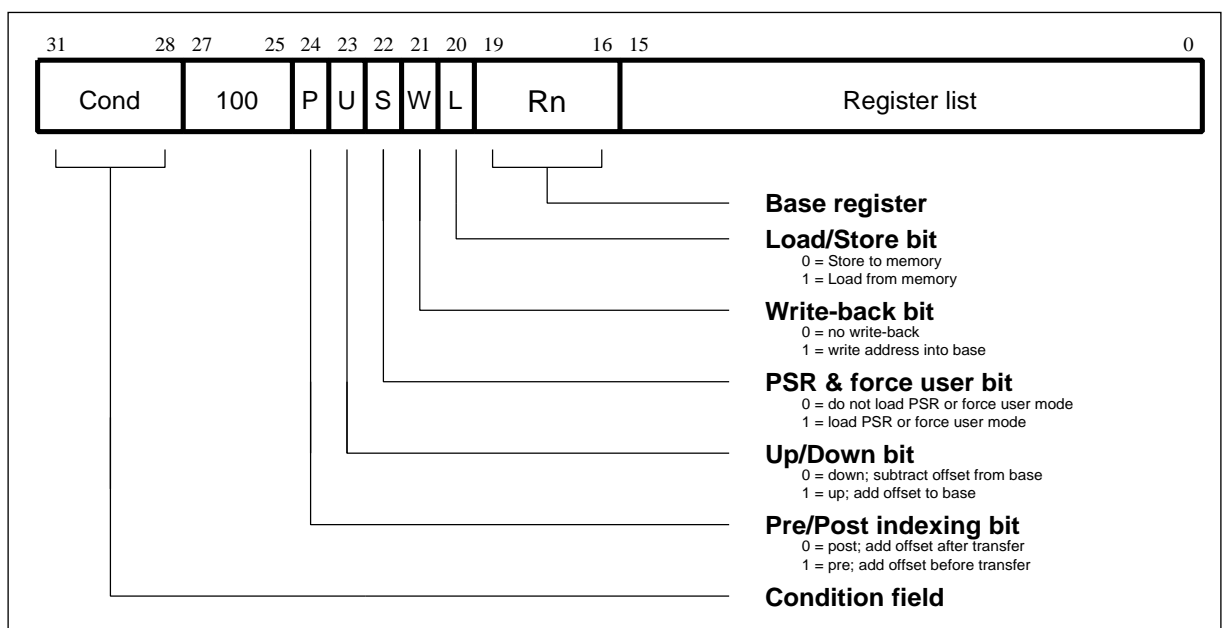 31 28 27 25 24 23 22 21 20 19 16 15 0
Cond 100 P U S W L Rn Register list
Base register
Load/Store bit
0 = Store to memory
1 = Load from memory
Write-back bit
0 = no write-back
1 = write address into base
PSR & force user bit
0 = do not load PSR or force user mode
1 = load PSR or force user mode
Up/Down bit
0 = down; subtract offset from base
1 = up; add offset to base
Pre/Post indexing bit
0 = post; add offset after transfer
1 = pre; add offset before transfer
Condition field